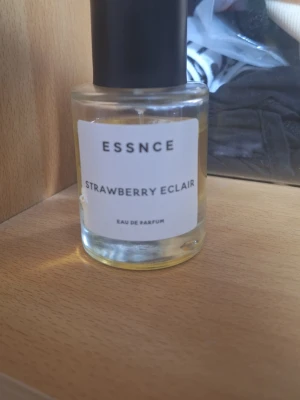 ESSNCE
STRAWBERRY ECLAIR
EAU DE PARFUM